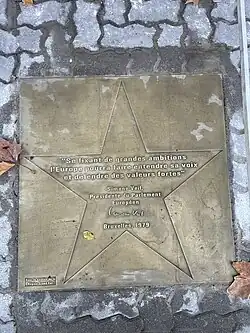 "En fixant de grandes ambitions
l'Europe pourra faire entendre sa voix
et défendre des valeurs fortes"
Simone Veil
Présidente du Parlement
Européen
Bruxelles 1979